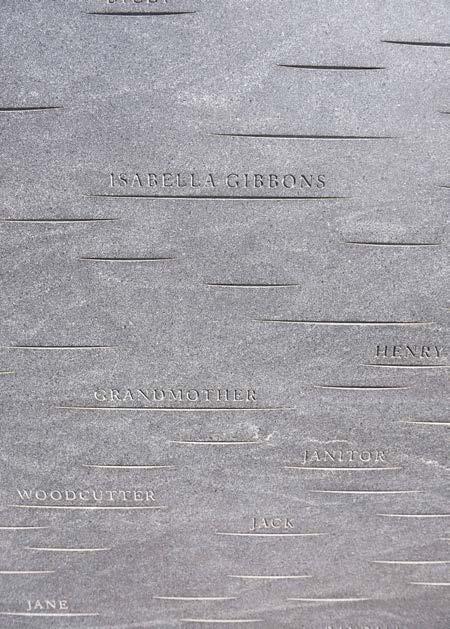 ISABELLA GIBBONS
HENRY
GRANDMOTHER
JANITOR
WOODCUTTER
JACK
JANE